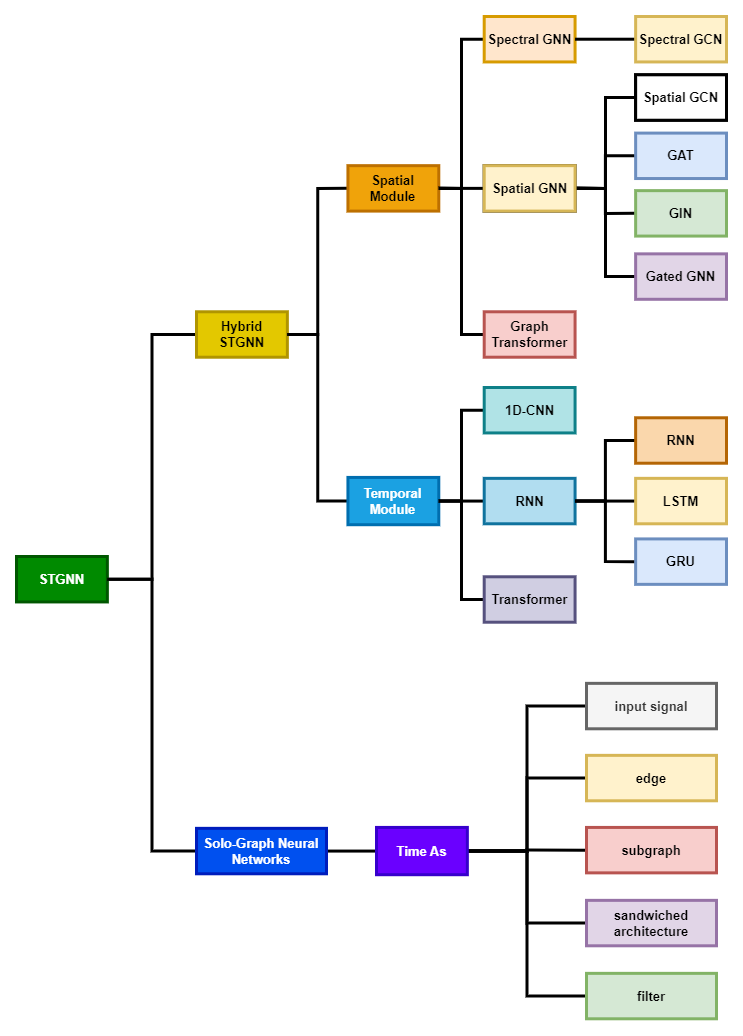 STGNN
Hybrid
STGNN
Spatial
Module
Spectral GNN
Spectral GCN
Spatial GNN
Spatial GCN
GAT
GIN
Gated GNN
Graph
Transformer
Temporal
Module
1D-CNN
RNN
RNN
LSTM
GRU
Transformer
Solo-Graph Neural
Networks
Time As
input signal
edge
subgraph
sandwiched
architecture
filter